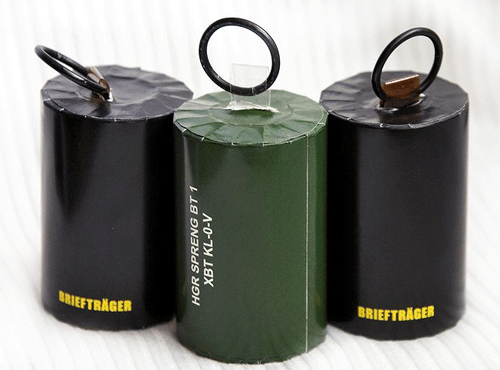 BRIEFTRÄGER
HGR SPRENG BT 1
XBT KL-0-V
BRIEFTRÄGER